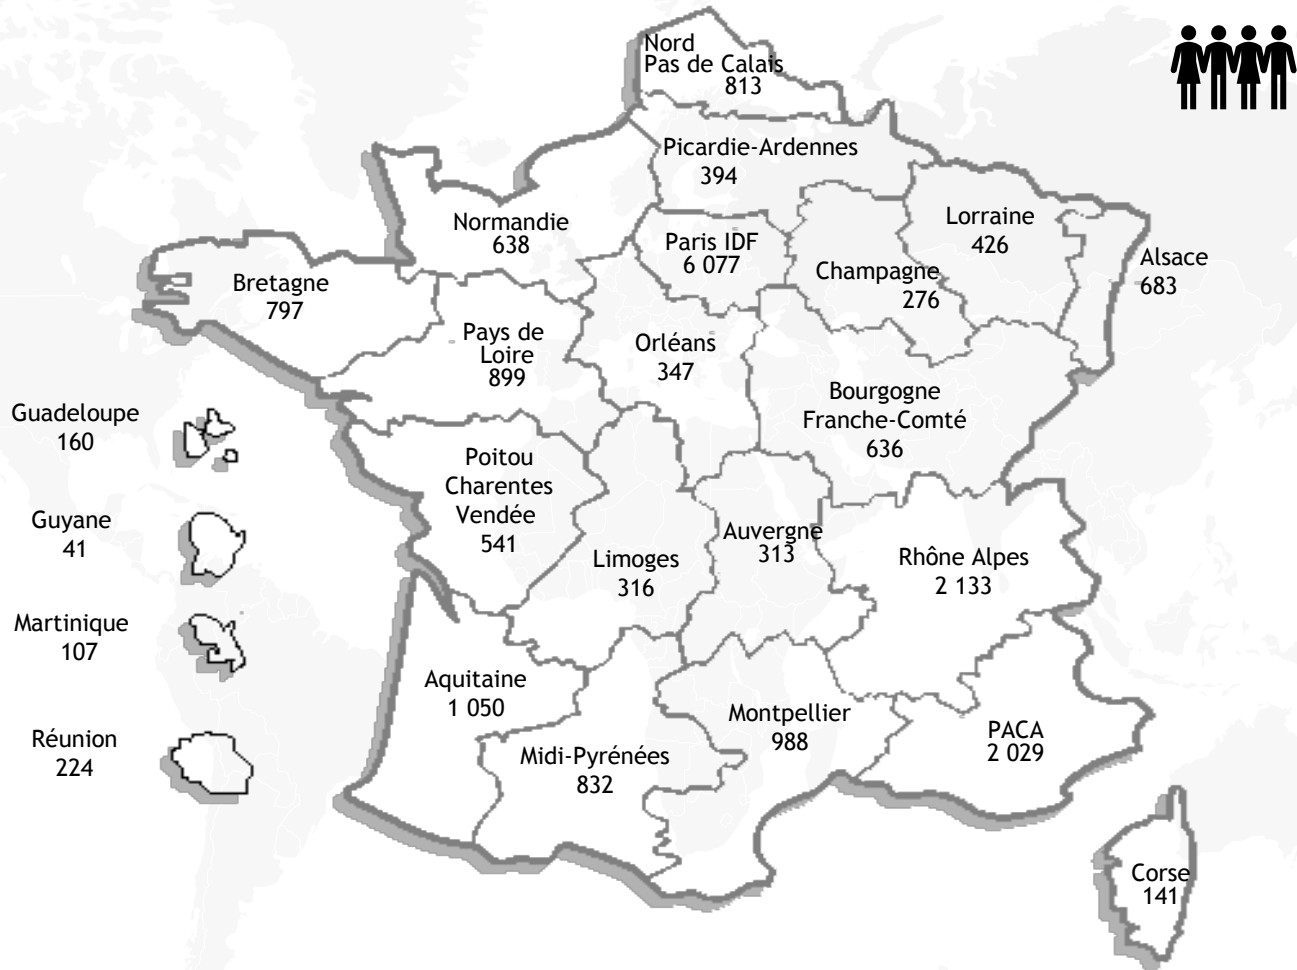 Nord
Pas de Calais
813
Picardie-Ardennes
394
Normandie
638
Paris IDF
6 077
Lorraine
426
Champagne
276
Alsace
683
Bretagne
797
Pays de
Loire
899
Orléans
347
Bourgogne
Franche-Comté
636
Guadeloupe
160
Poitou
Charentes
Vendée
541
Guyane
41
Limoges
316
Auvergne
313
Rhône Alpes
2 133
Martinique
107
Aquitaine
1 050
Midi-Pyrénées
832
Montpellier
988
PACA
2 029
Réunion
224
Corse
141